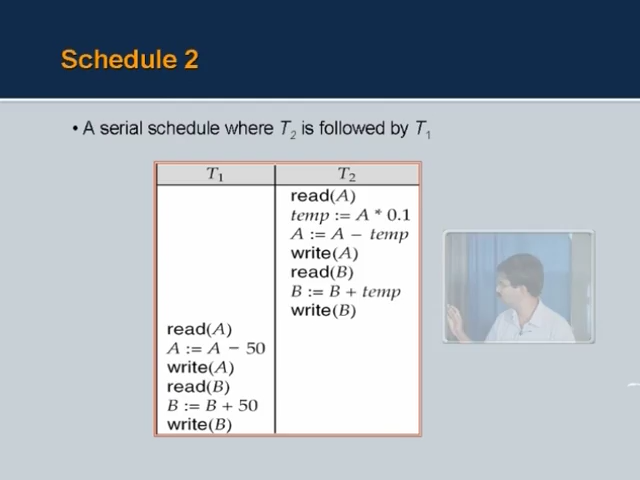 Schedule 2
• A serial schedule where T2 is followed by T1
T1 T2
read(A)
temp := A * 0.1
A := A − temp
write(A)
read(B)
B := B + temp
write(B)
read(A)
A := A − 50
write(A)
read(B)
B := B + 50
write(B)